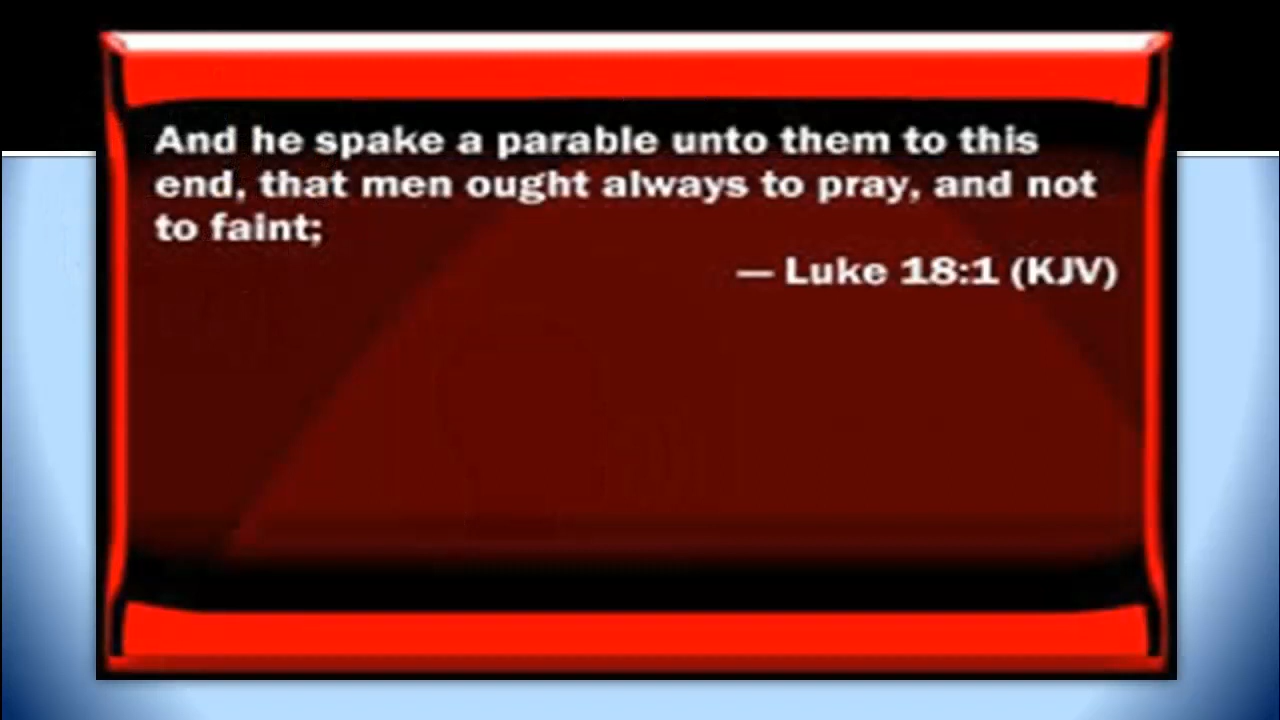 And he spake a parable unto them to this
end, that men ought always to pray, and not
to faint;
— Luke 18:1 (KJV)